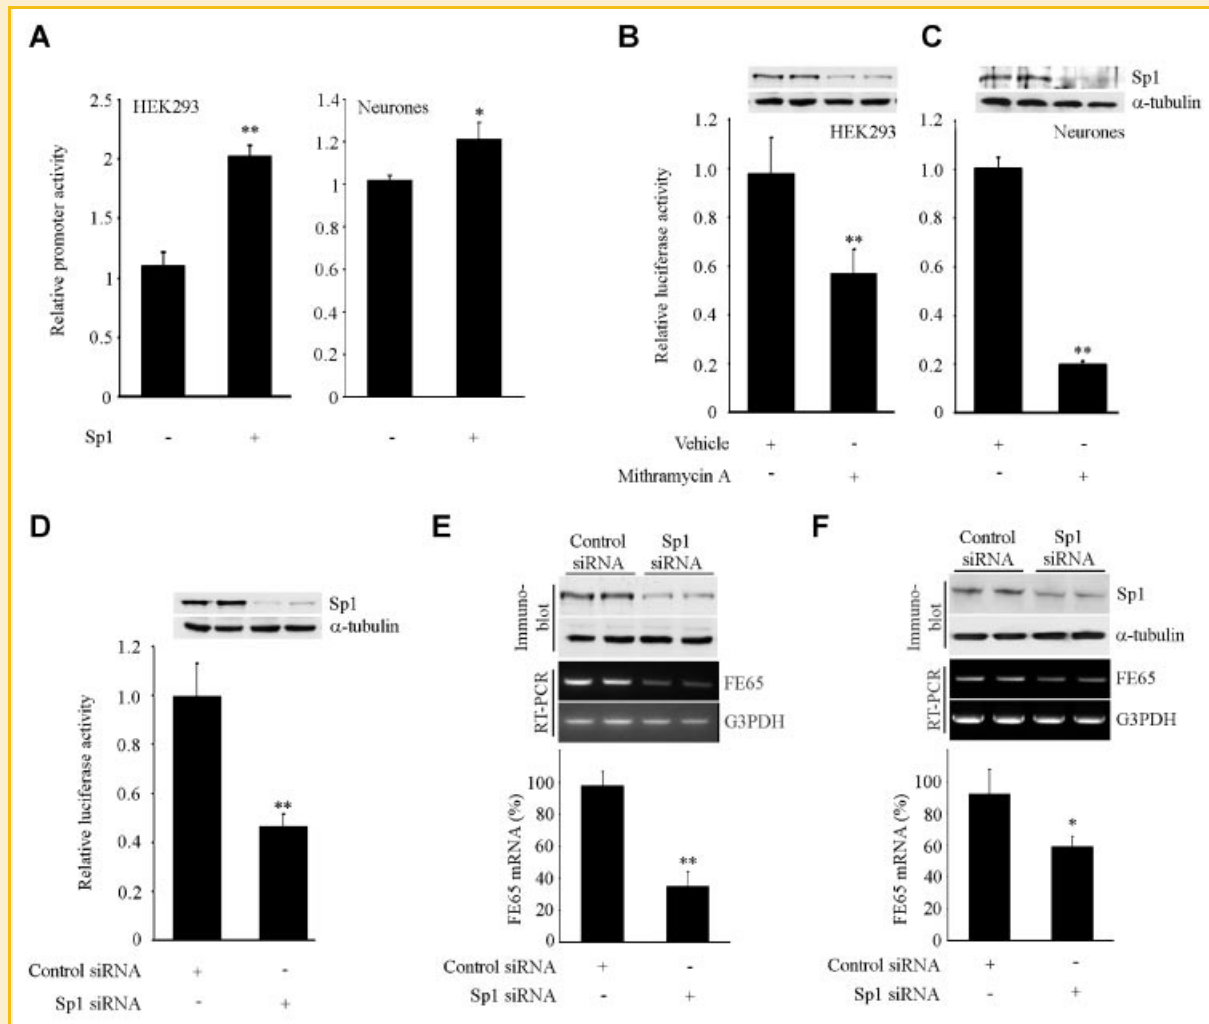 A
HEK293
Neurones
Relative promoter activity
2.5
2
1.5
1
0.5
0
1.4
1.2
1
0.8
0.6
0.4
0.2
0
**
*
Sp1 - + - +
B
HEK293
Relative luciferase activity
1.2
1.0
0.8
0.6
0.4
0.2
0
**
C
Sp1
α-tubulin
Neurones
1.2
1.0
0.8
0.6
0.4
0.2
0
**
Vehicle + - + -
Mithramycin A - + - +
D
Sp1
α-tubulin
Relative luciferase activity
1.2
1.0
0.8
0.6
0.4
0.2
0
**
Control siRNA + -
Sp1 siRNA - +
E
Control siRNA
Sp1 siRNA
Immuno-blot
RT-PCR
FE65
G3PDH
FE65 mRNA (%)
100
80
60
40
20
0
**
Control siRNA + -
Sp1 siRNA - +
F
Control siRNA
Sp1 siRNA
Immuno-blot
Sp1
α-tubulin
RT-PCR
FE65
G3PDH
FE65 mRNA (%)
100
80
60
40
20
0
*
Control siRNA + -
Sp1 siRNA - +